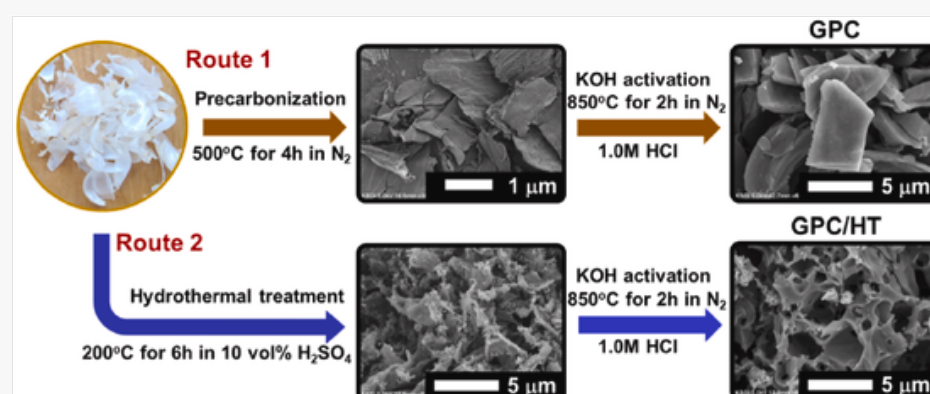 Route 1
Precarbonization
500°C for 4h in N₂
1 μm
KOH activation
850°C for 2h in N₂
1.0M HCl
GPC
5 μm
Route 2
Hydrothermal treatment
200°C for 6h in 10 vol% H₂SO₄
5 μm
KOH activation
850°C for 2h in N₂
1.0M HCl
GPC/HT
5 μm